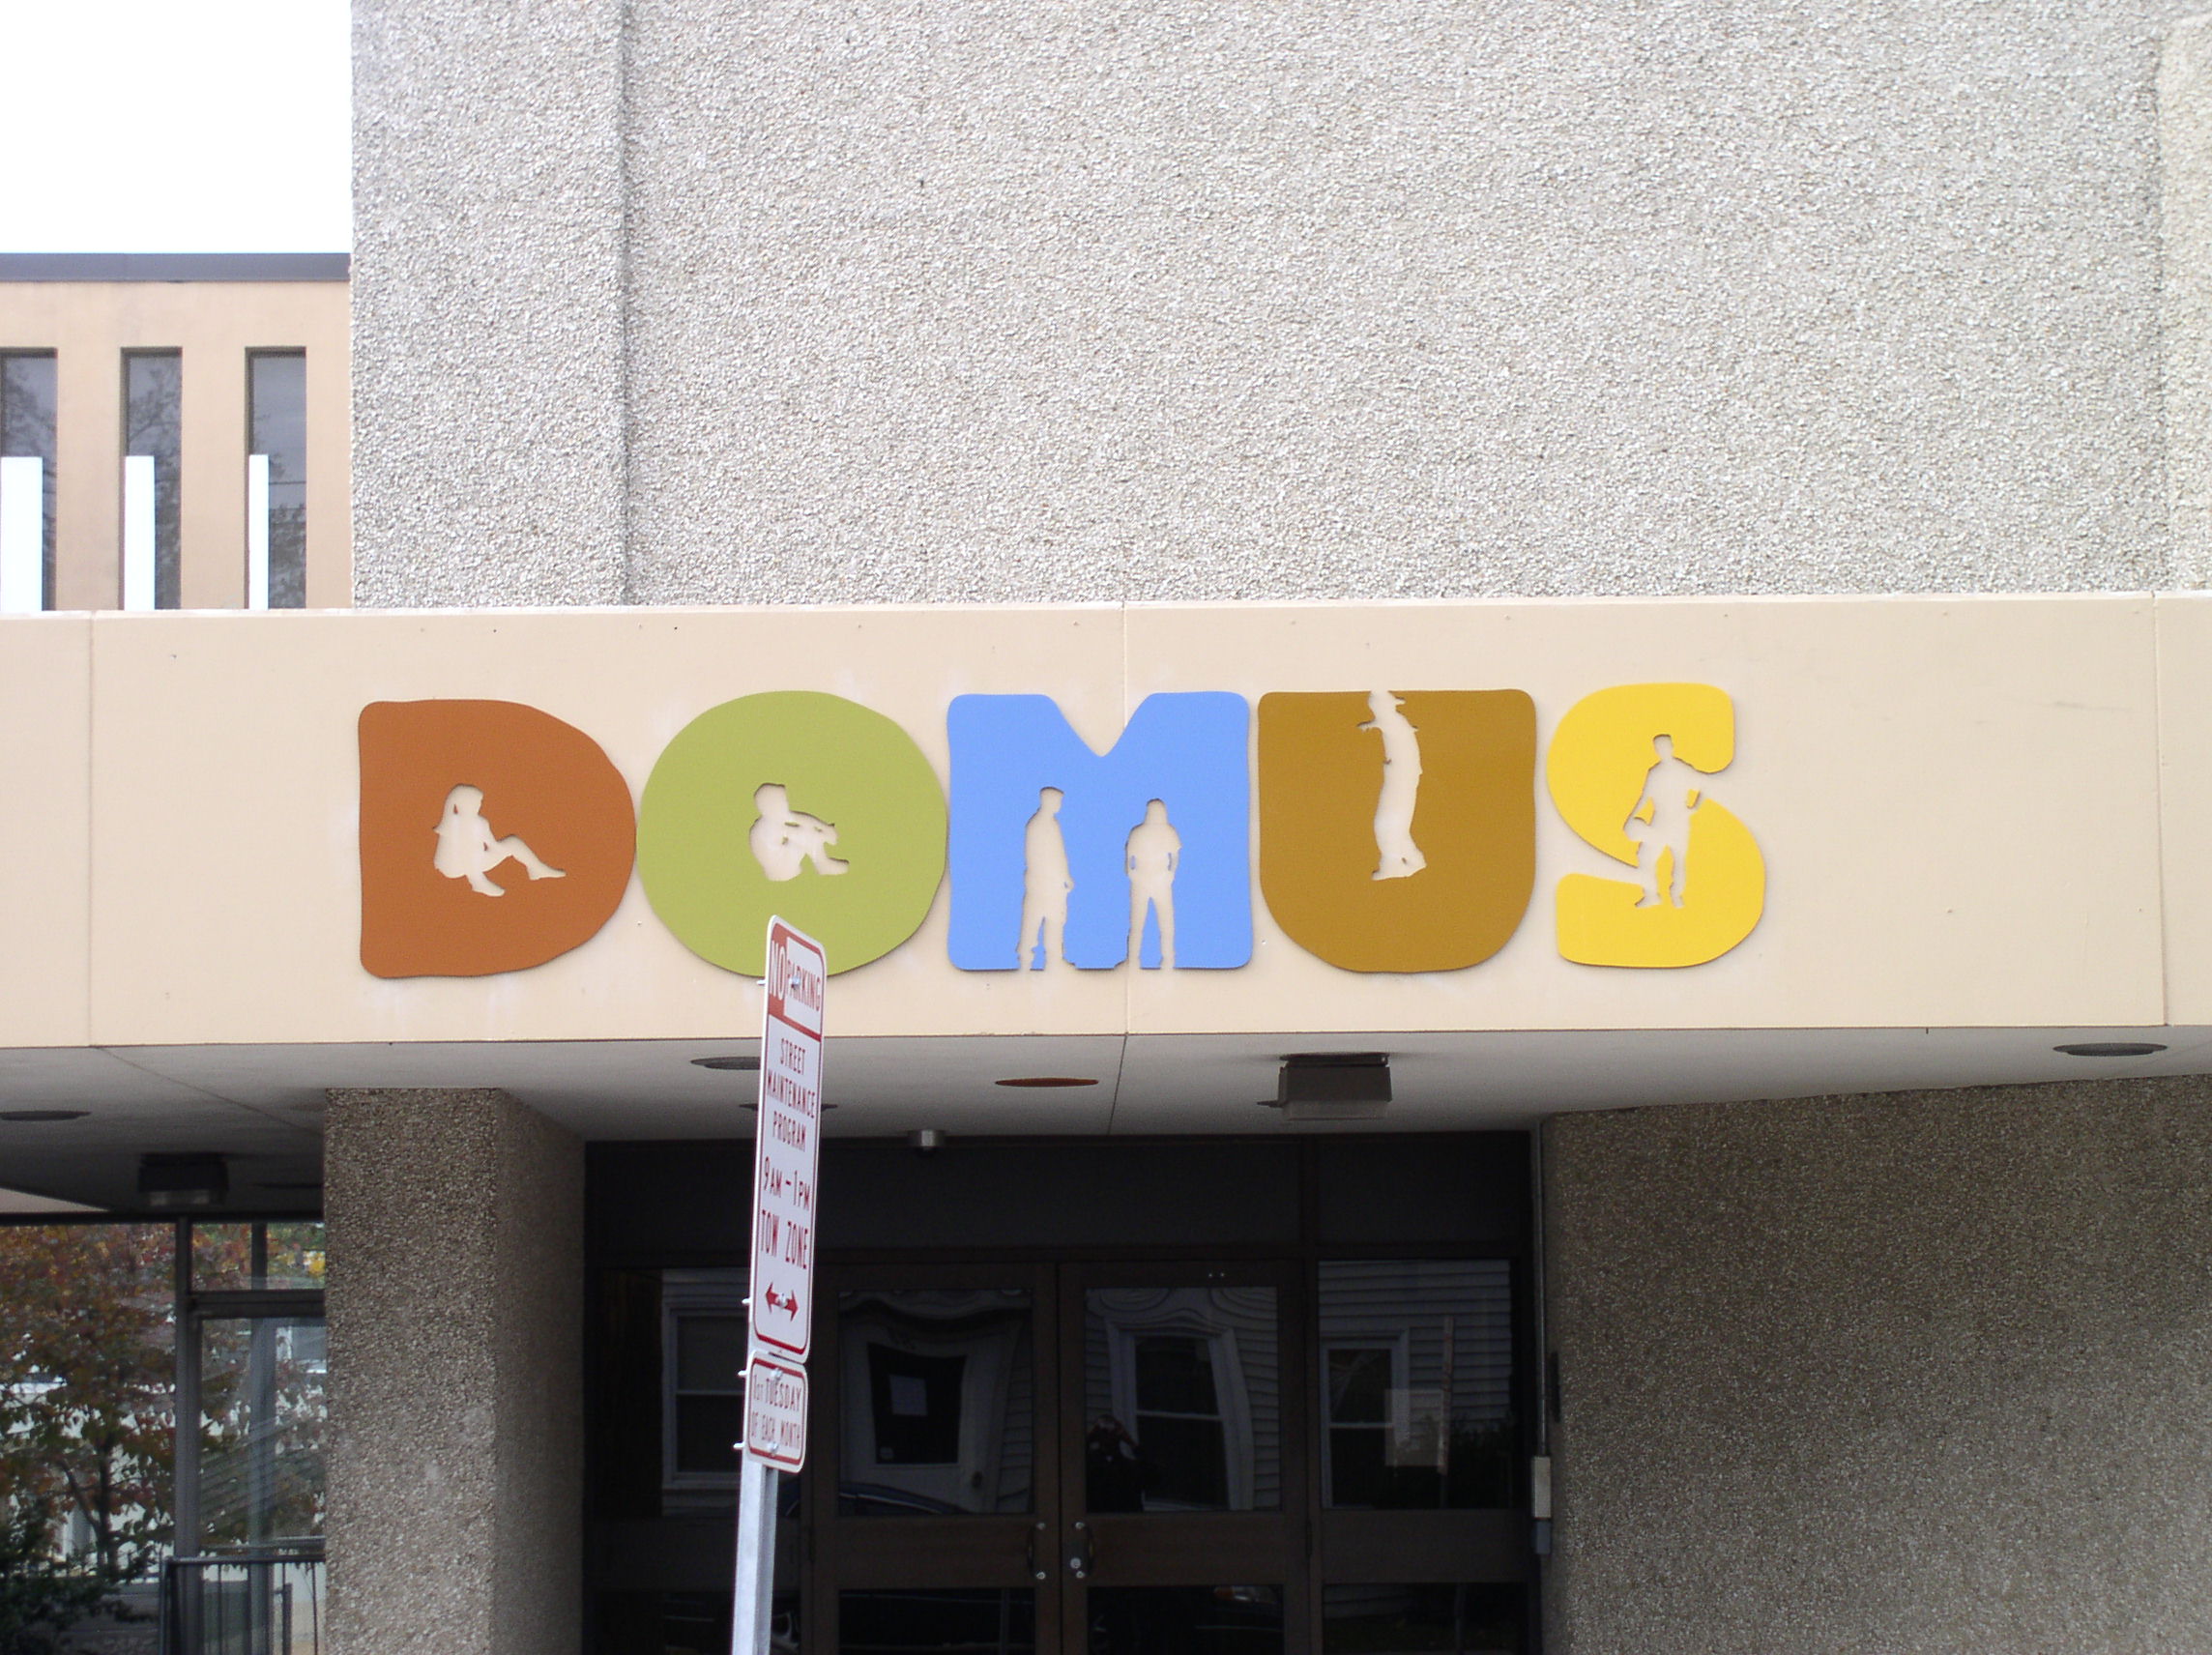 DOMUS
NO PARKING
STREET
MAINTENANCE
PROGRAM
9AM-1PM
TOW ZONE
1ST TUESDAY
OF EACH MONTH